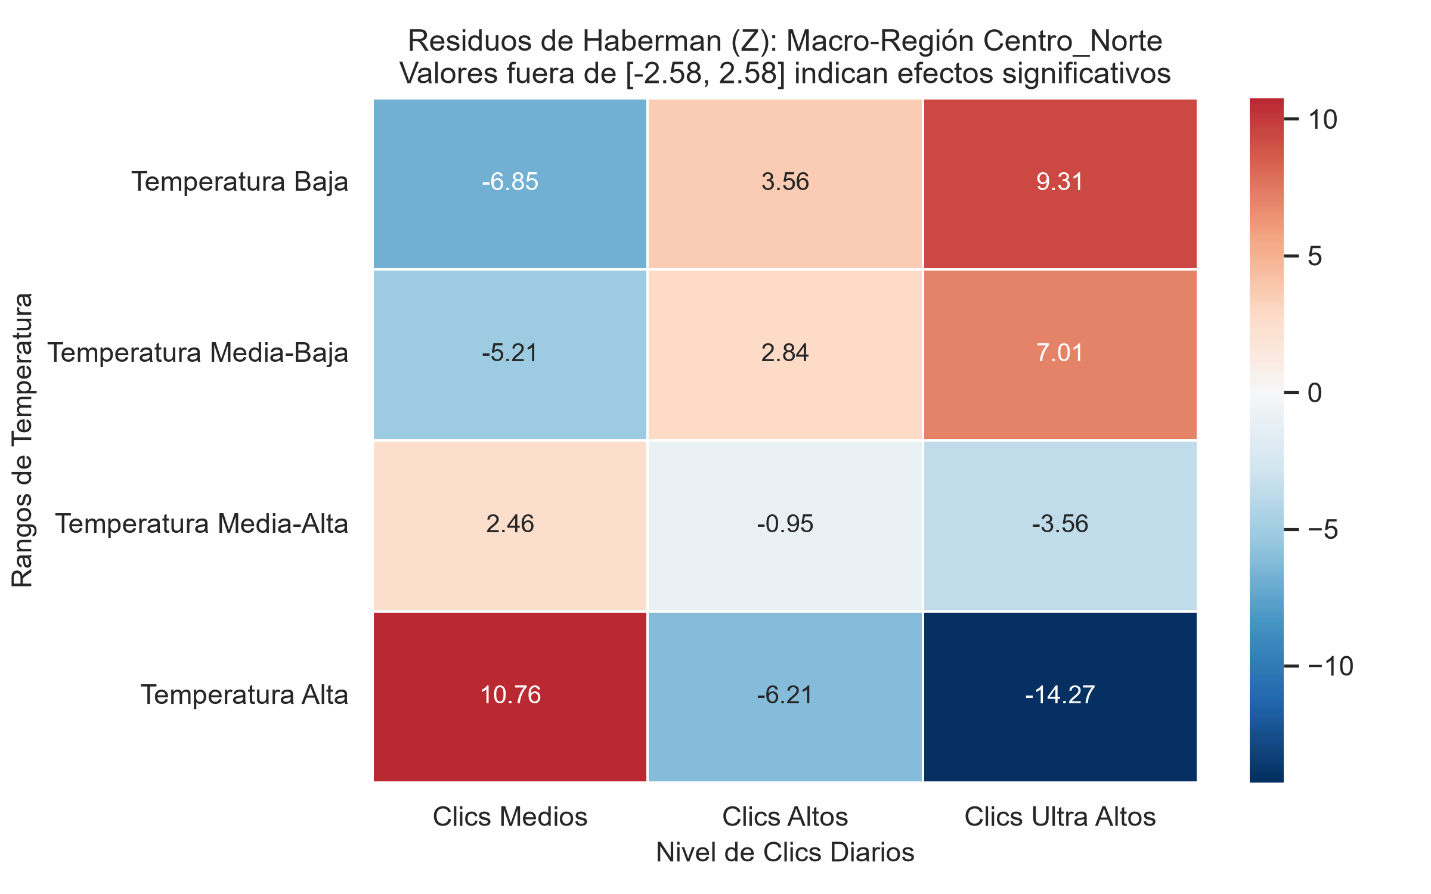 Residuos de Haberman (Z): Macro-Región Centro_Norte
Valores fuera de [-2.58, 2.58] indican efectos significativos
Rangos de Temperatura
Temperatura Baja
-6.85
3.56
9.31
Temperatura Media-Baja
-5.21
2.84
7.01
Temperatura Media-Alta
2.46
-0.95
-3.56
Temperatura Alta
10.76
-6.21
-14.27
Clics Medios
Clics Altos
Clics Ultra Altos
Nivel de Clics Diarios
10
5
0
−5
−10